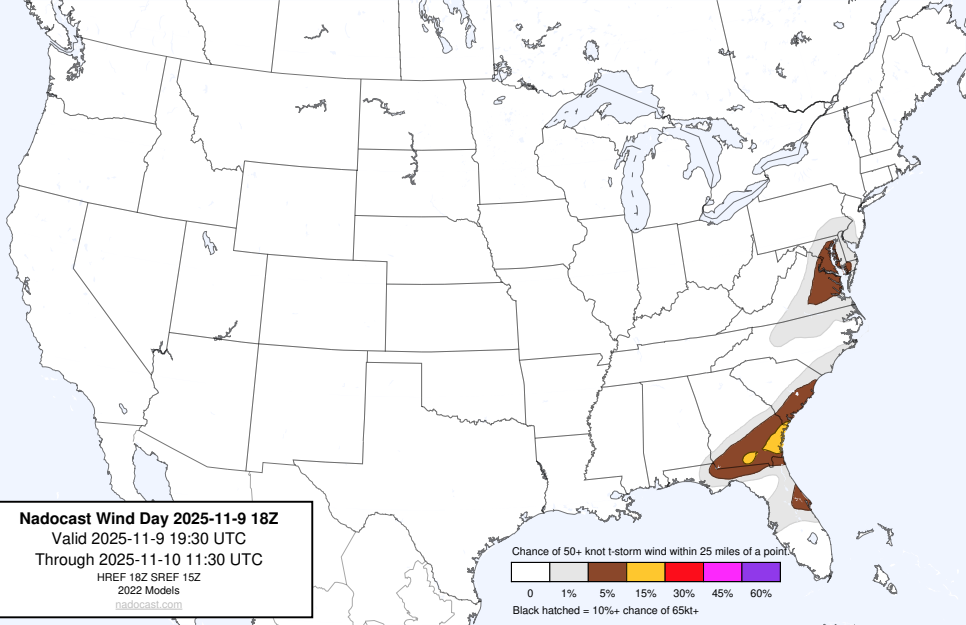 Nadocast Wind Day 2025-11-9 18Z
Valid 2025-11-9 19:30 UTC
Through 2025-11-10 11:30 UTC
HREF 18Z SREF 15Z
2022 Models
nadocast.com
Chance of 50+ knot t-storm wind within 25 miles of a point.
0 1% 5% 15% 30% 45% 60%
Black hatched = 10%+ chance of 65kt+